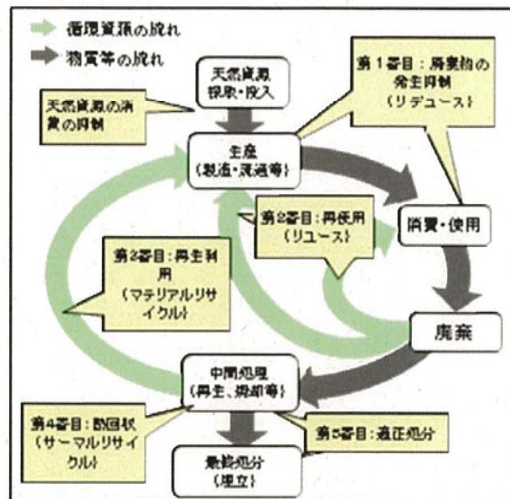 循環資源の流れ
物質等の流れ
天然資源
採取・投入
第1番目：廃棄物の
発生抑制
(リデュース)
天然資源の消
費の抑制
生産
(製造・流通等)
第2番目：再使用
(リユース)
消費・使用
第3番目：再生利
用
(マテリアルリサ
イクル)
廃棄
中間処理
(再生、焼却等)
第4番目：熱回収
(サーマルリサイ
クル)
第5番目：適正処分
最終処分
(埋立)